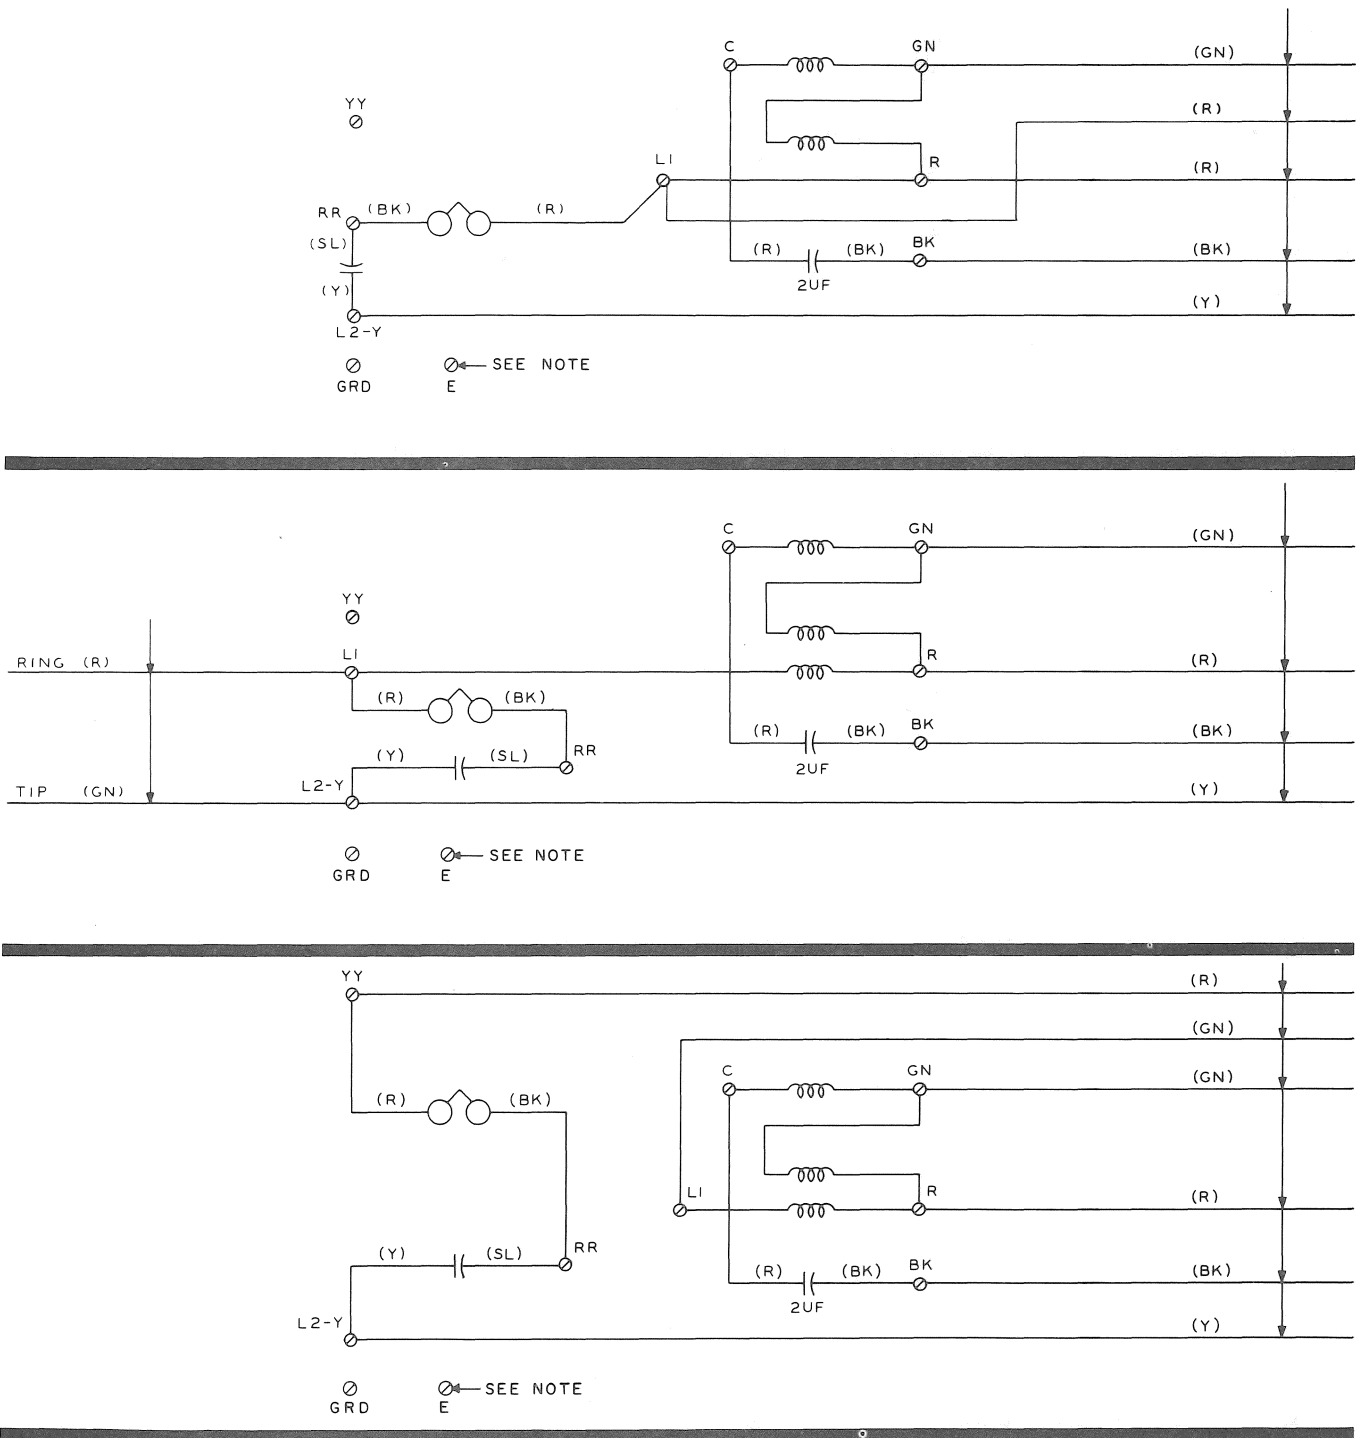 C GN (GN)
YY (R)
L1 R (R)
RR (BK) (R)
(SL) (R) (BK) BK (BK)
2UF
(Y) (Y)
L2-Y
SEE NOTE
GRD E
C GN (GN)
YY
RING (R) L1 R (R)
(R) (BK)
(R) (BK) BK (BK)
(Y) (SL) RR 2UF
TIP (GN) L2-Y (Y)
SEE NOTE
GRD E
YY (R)
(GN)
C GN (GN)
(R) (BK)
L1 R (R)
(Y) (SL) RR
(R) (BK) BK (BK)
2UF
L2-Y (Y)
SEE NOTE
GRD E